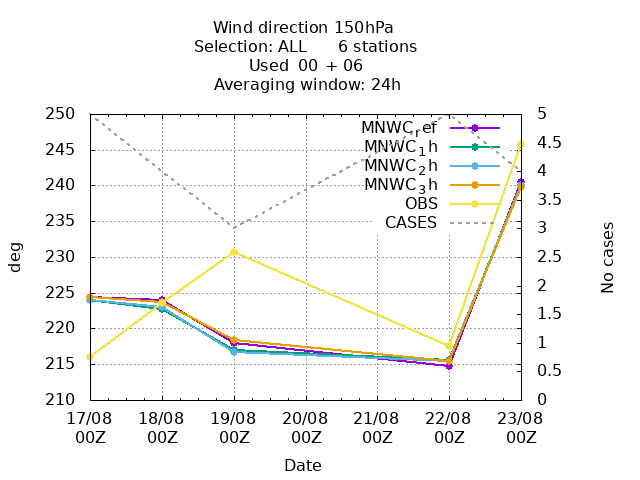 Wind direction 150hPa
Selection: ALL 6 stations
Used 00 + 06
Averaging window: 24h
250
245
240
235
230
225
220
215
210
deg
5
4.5
4
3.5
3
2.5
2
1.5
1
0.5
0
No cases
MNWC_ref
MNWC_1h
MNWC_2h
MNWC_3h
OBS
CASES
17/08 18/08 19/08 20/08 21/08 22/08 23/08
00Z 00Z 00Z 00Z 00Z 00Z 00Z
Date